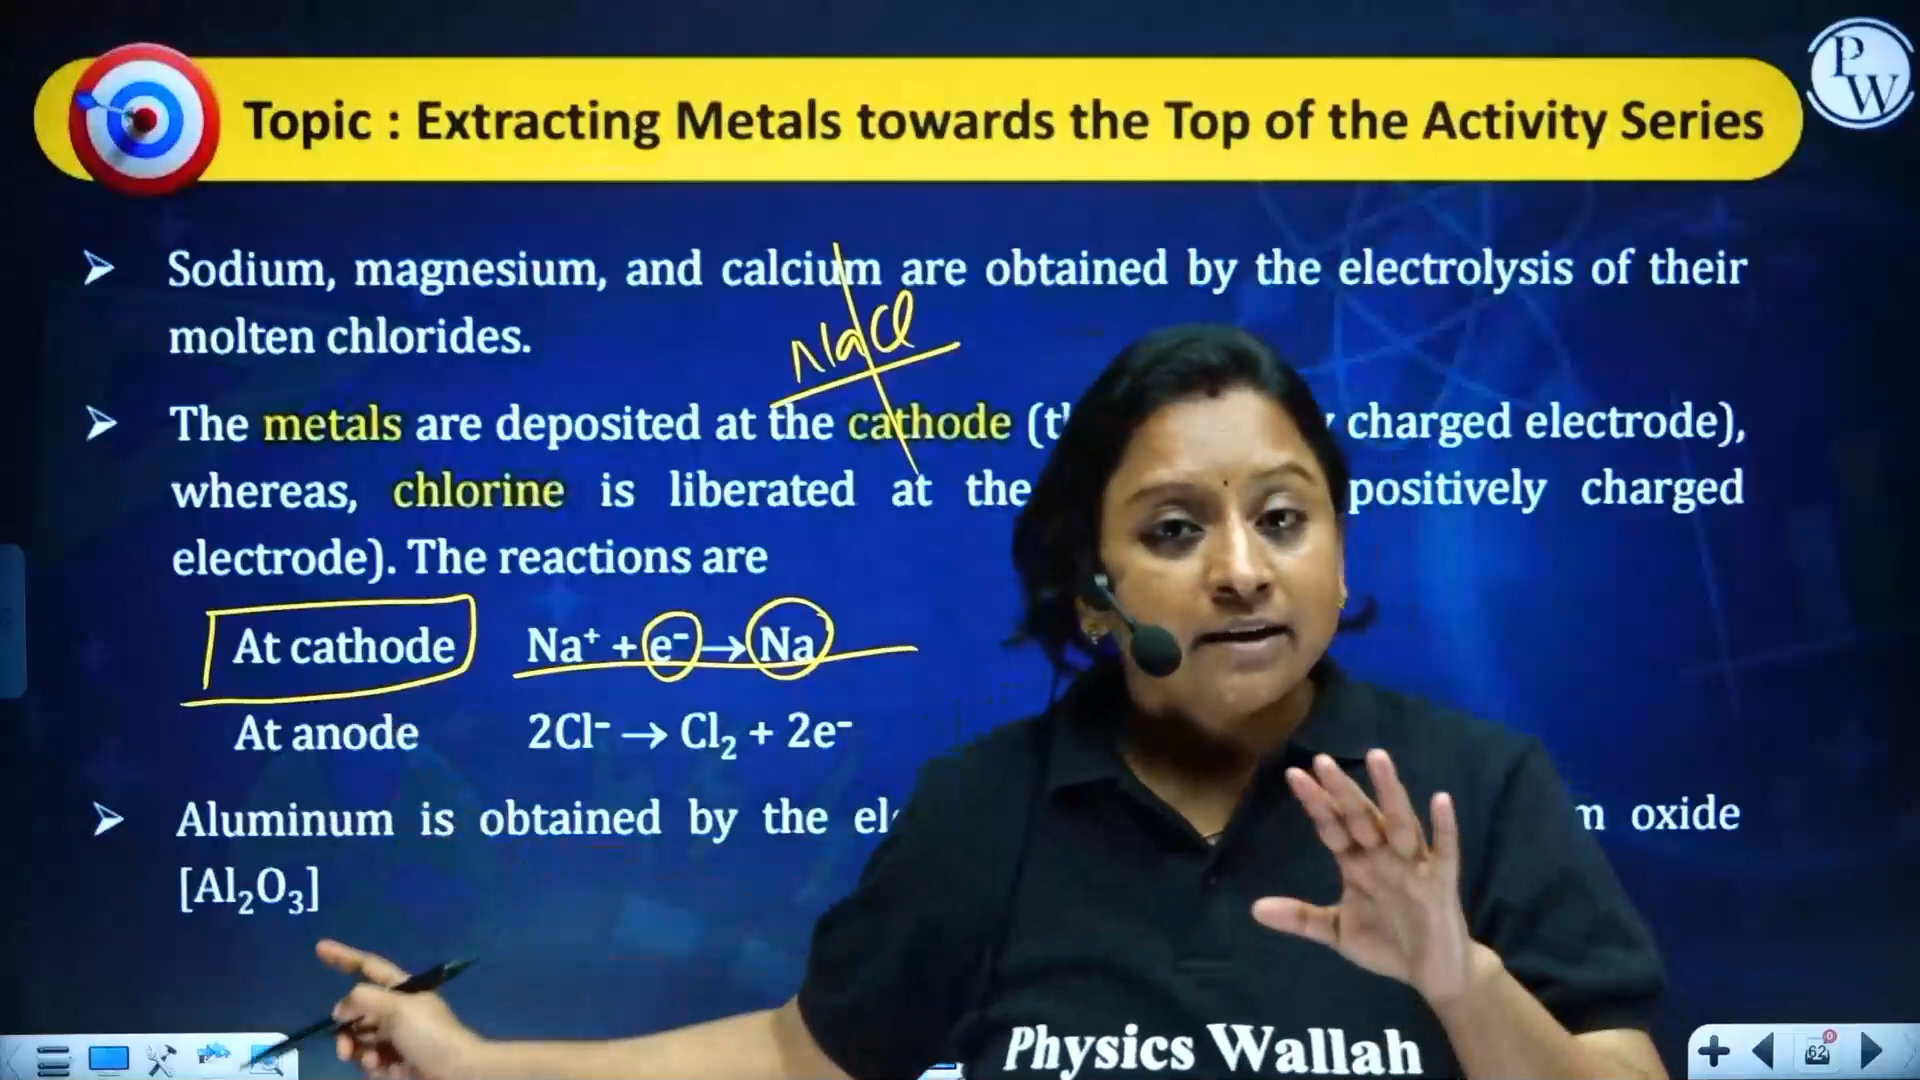 PW
Topic : Extracting Metals towards the Top of the Activity Series
Sodium, magnesium, and calcium are obtained by the electrolysis of their
molten chlorides.
NaCl
The metals are deposited at the cathode ( charged electrode),
whereas, chlorine is liberated at the positively charged
electrode). The reactions are
At cathode Na⁺ + e⁻ → Na
At anode 2Cl⁻ → Cl₂ + 2e⁻
Aluminum is obtained by the oxide
[Al₂O₃]
Physics Wallah
62
0